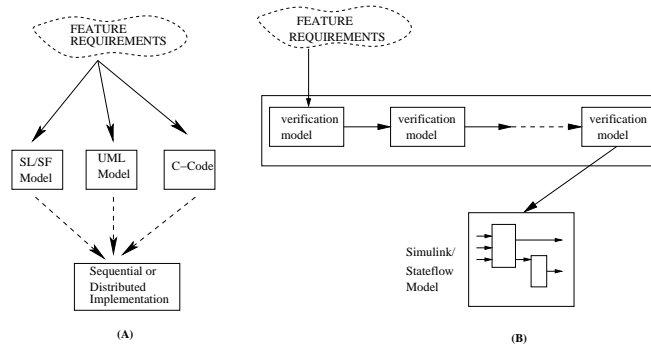 FEATURE
REQUIREMENTS
SL/SF
Model
UML
Model
C-Code
Sequential or
Distributed
Implementation
(A)
FEATURE
REQUIREMENTS
verification
model
verification
model
verification
model
Simulink/
Stateflow
Model
(B)